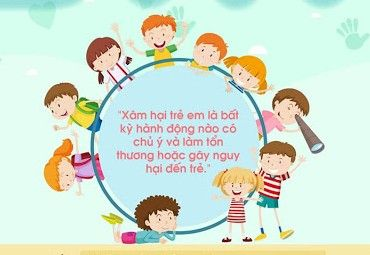 "Xâm hại trẻ em là bất
kỳ hành động nào có
chủ ý và làm tổn
thương hoặc gây nguy
hại đến trẻ."